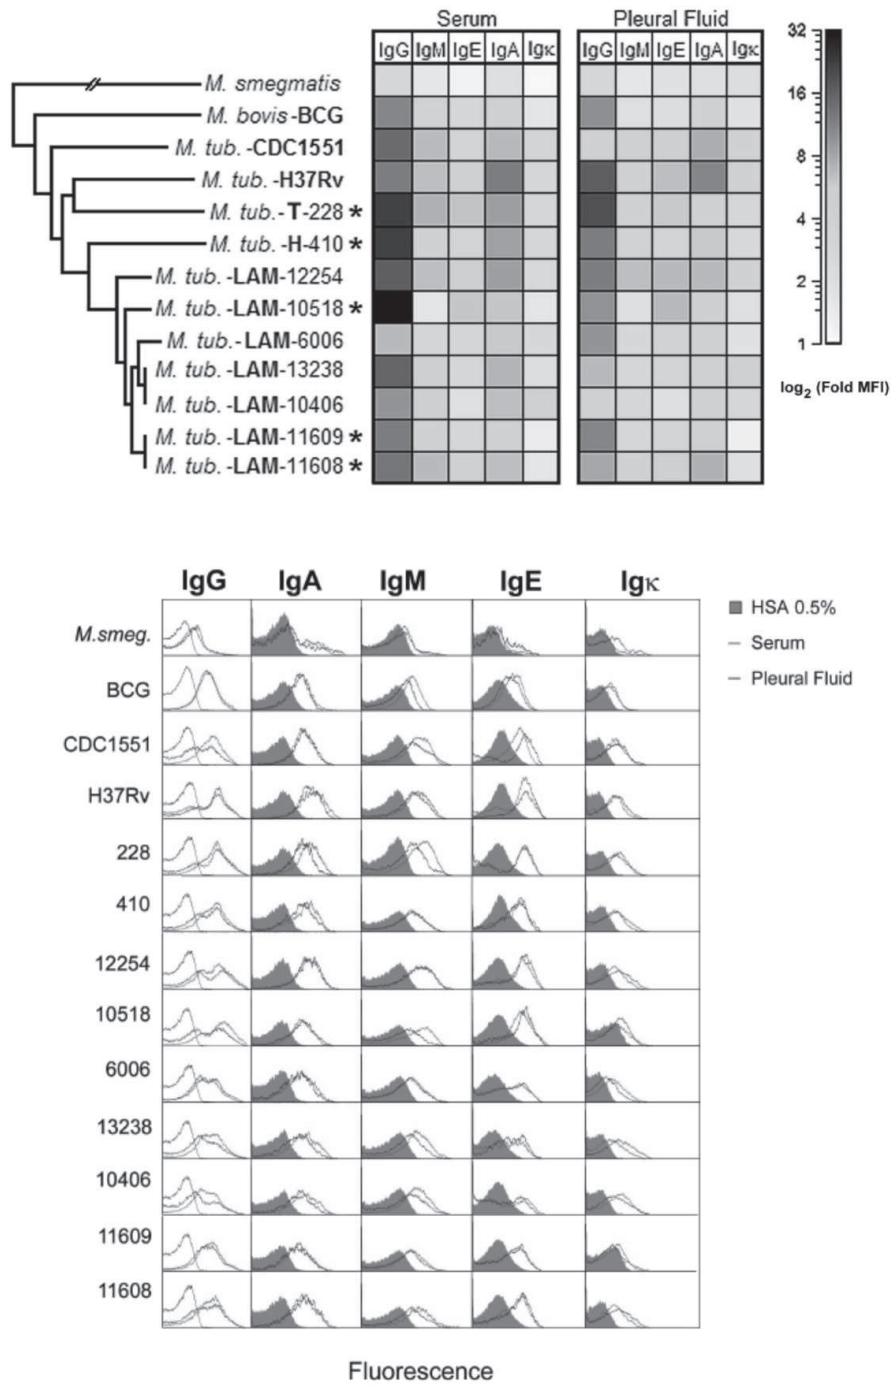 Serum Pleural Fluid
IgG IgM IgE IgA Igκ IgG IgM IgE IgA Igκ
M. smegmatis
M. bovis-BCG
M. tub.-CDC1551
M. tub.-H37Rv
M. tub.-T-228 *
M. tub.-H-410 *
M. tub.-LAM-12254
M. tub.-LAM-10518 *
M. tub.-LAM-6006
M. tub.-LAM-13238
M. tub.-LAM-10406
M. tub.-LAM-11609 *
M. tub.-LAM-11608 *
32
16
8
4
2
1
log2 (Fold MFI)
IgG IgA IgM IgE Igκ
M.smeg.
BCG
CDC1551
H37Rv
228
410
12254
10518
6006
13238
10406
11609
11608
HSA 0.5%
Serum
Pleural Fluid
Fluorescence